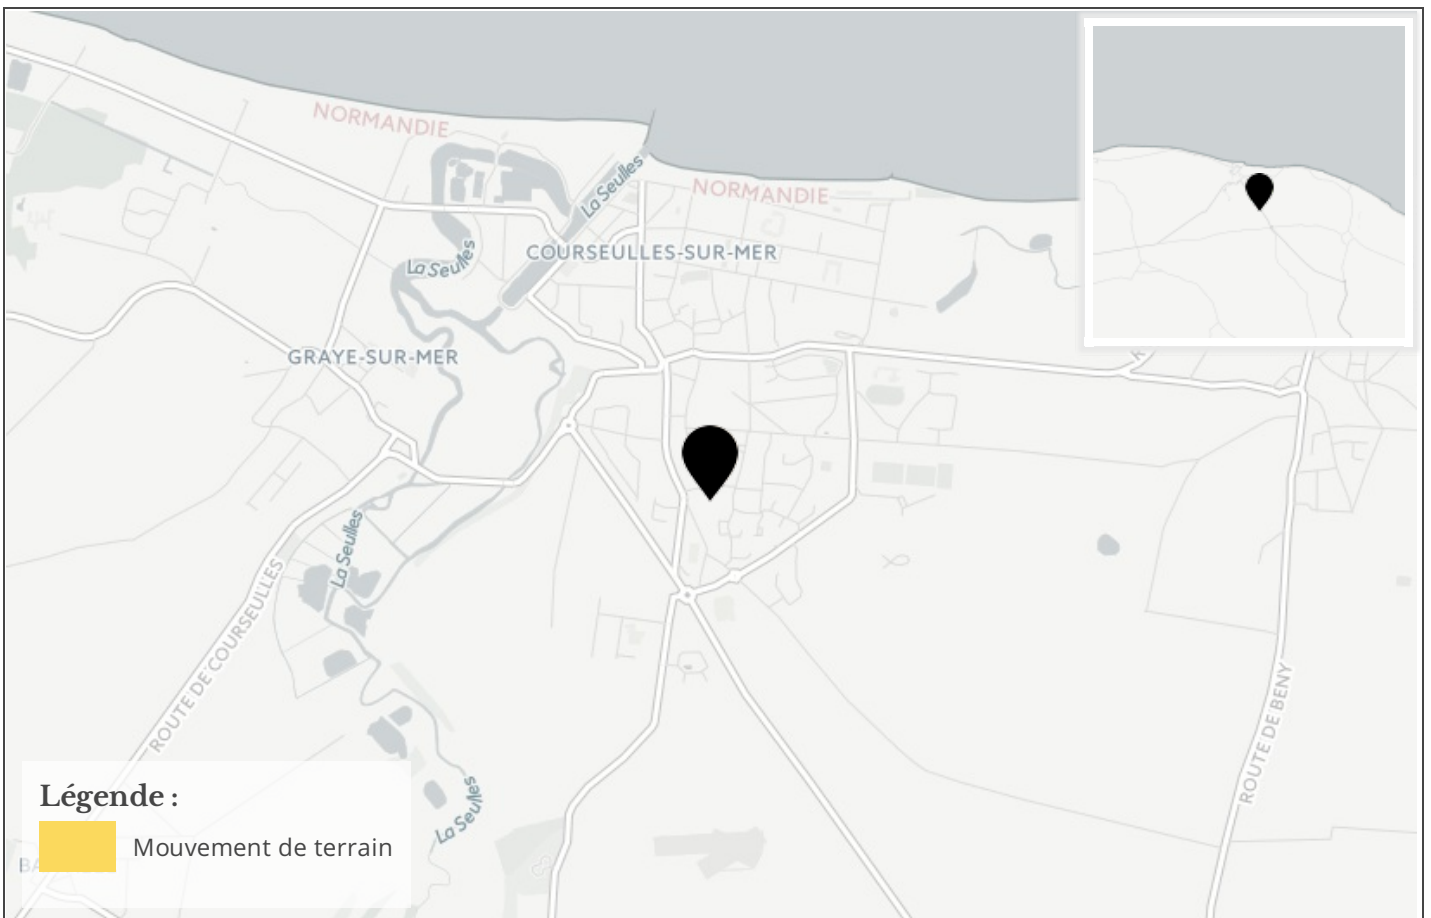 NORMANDIE
La Seulles
NORMANDIE
COURSEULLES-SUR-MER
La Seulles
GRAYE-SUR-MER
La Seulles
ROUTE DE COURSEULLES
ROUTE DE BENY
La Seulles
Légende :
Mouvement de terrain
BA